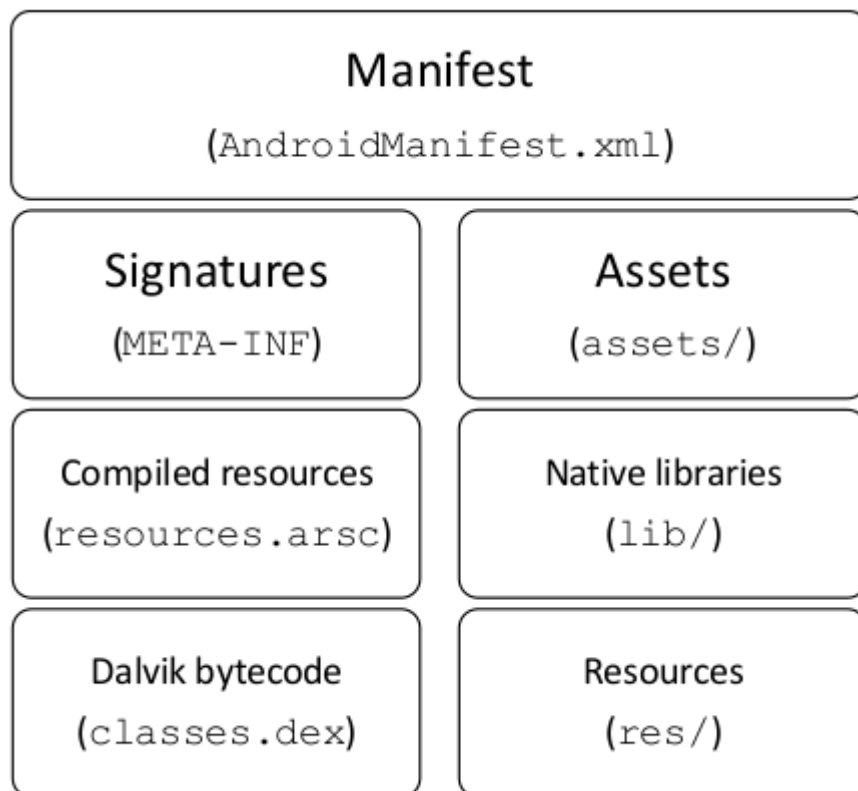 Manifest
(AndroidManifest.xml)
Signatures
(META-INF)
Assets
(assets/)
Compiled resources
(resources.arsc)
Native libraries
(lib/)
Dalvik bytecode
(classes.dex)
Resources
(res/)